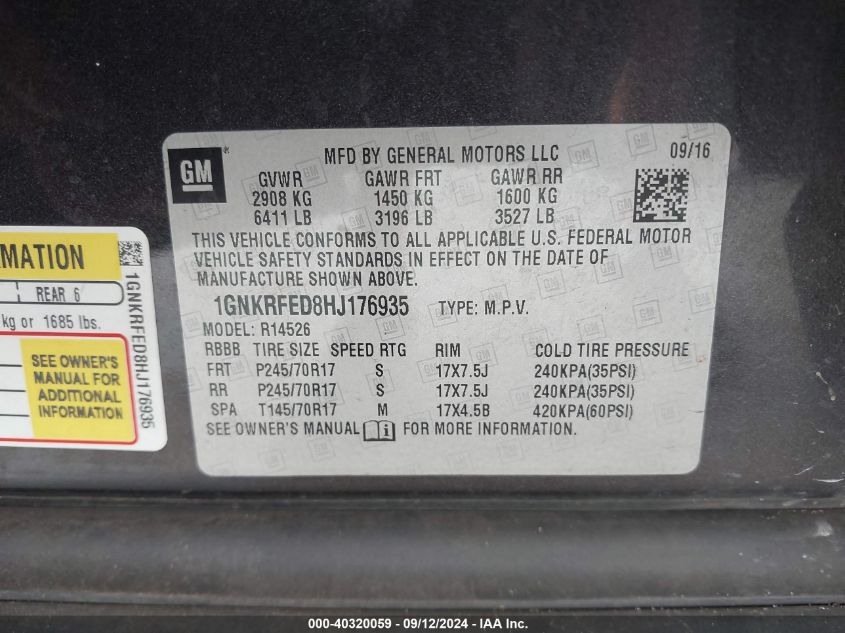 GM
MFD BY GENERAL MOTORS LLC 09/16
GVWR GAWR FRT GAWR RR
2908 KG 1450 KG 1600 KG
6411 LB 3196 LB 3527 LB
THIS VEHICLE CONFORMS TO ALL APPLICABLE U.S. FEDERAL MOTOR
VEHICLE SAFETY STANDARDS IN EFFECT ON THE DATE OF
MANUFACTURE SHOWN ABOVE.
1GNKRFED8HJ176935 TYPE: M.P.V.
MODEL: R14526
RBBB TIRE SIZE SPEED RTG RIM COLD TIRE PRESSURE
FRT P245/70R17 S 17X7.5J 240KPA(35PSI)
RR P245/70R17 S 17X7.5J 240KPA(35PSI)
SPA T145/70R17 M 17X4.5B 420KPA(60PSI)
SEE OWNER'S MANUAL i FOR MORE INFORMATION.
RMATION
REAR 6
kg or 1685 lbs.
SEE OWNER'S
MANUAL FOR
ADDITIONAL
INFORMATION
1GNKRFED8HJ176935
000-40320059 - 09/12/2024 - IAA Inc.